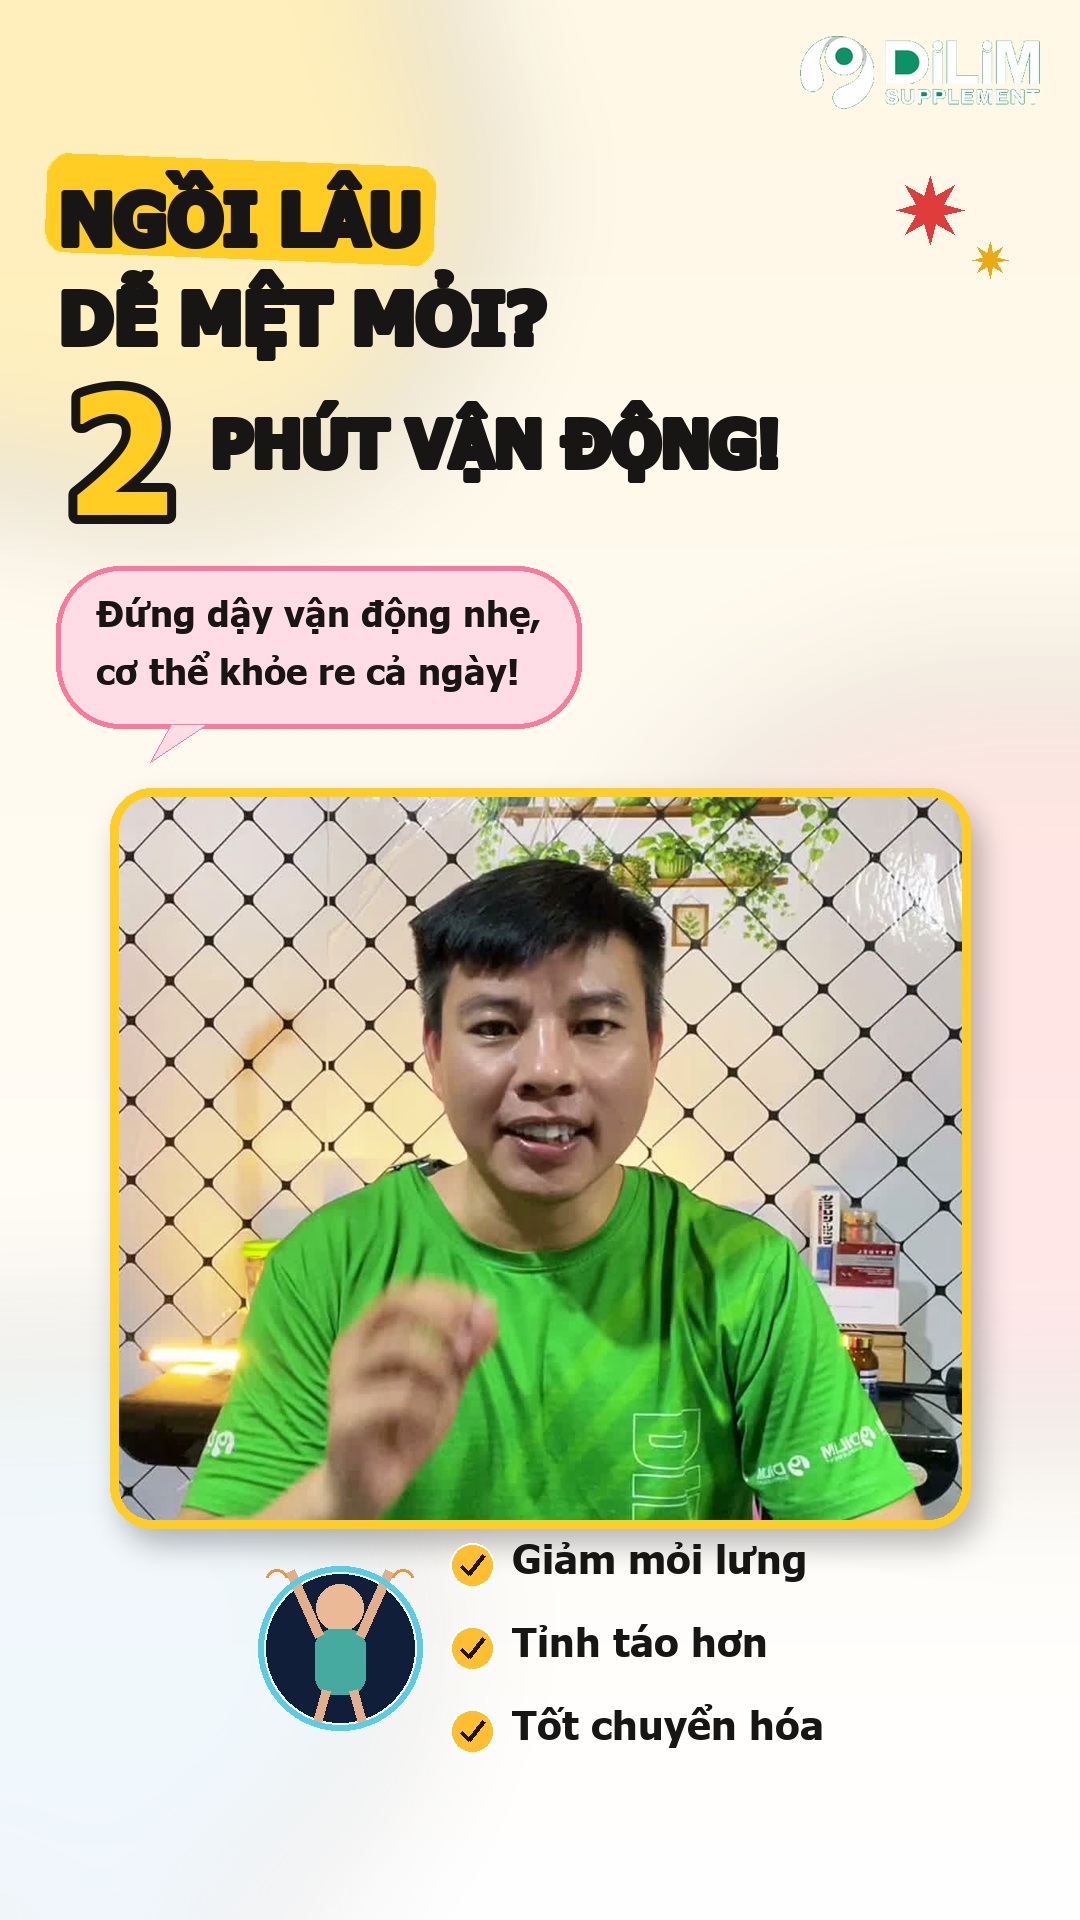 DiLiM
SUPPLEMENT
NGỒI LÂU
DỄ MỆT MỎI?
2 PHÚT VẬN ĐỘNG!
Đứng dậy vận động nhẹ,
cơ thể khỏe re cả ngày!
Giảm mỏi lưng
Tỉnh táo hơn
Tốt chuyển hóa